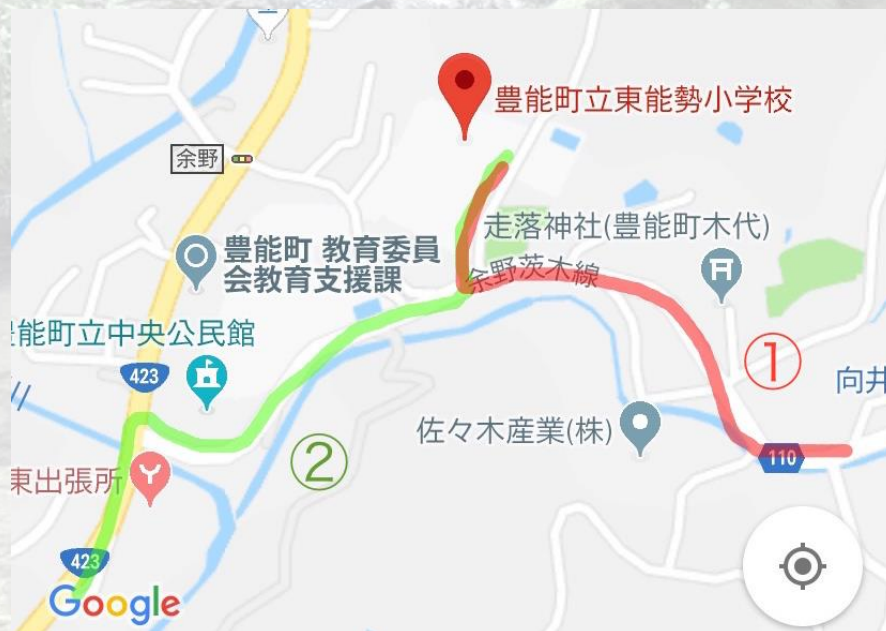 豊能町立東能勢小学校
余野
走落神社(豊能町木代)
豊能町 教育委員
会教育支援課
余野茨木線
能町立中央公民館
423
①
向井
佐々木産業(株)
②
110
東出張所
423
Google